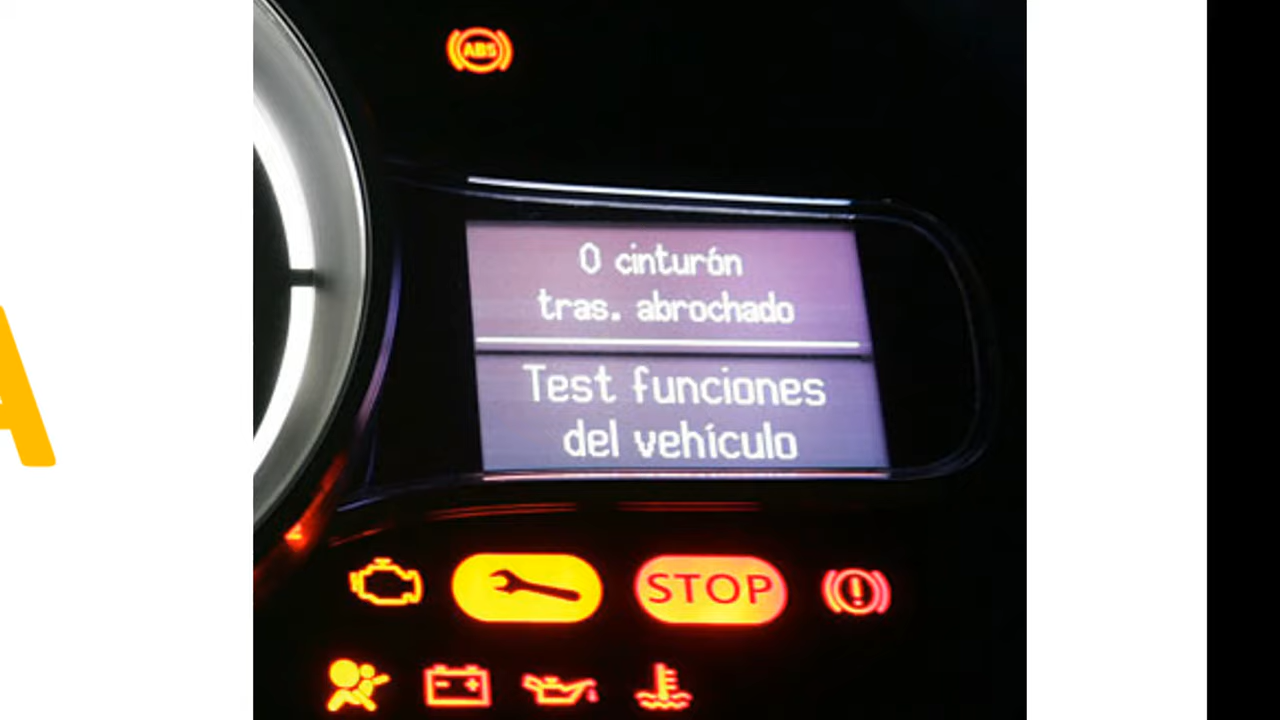 ABS
0 cinturón
tras. abrochado
Test funciones
del vehículo
STOP
A